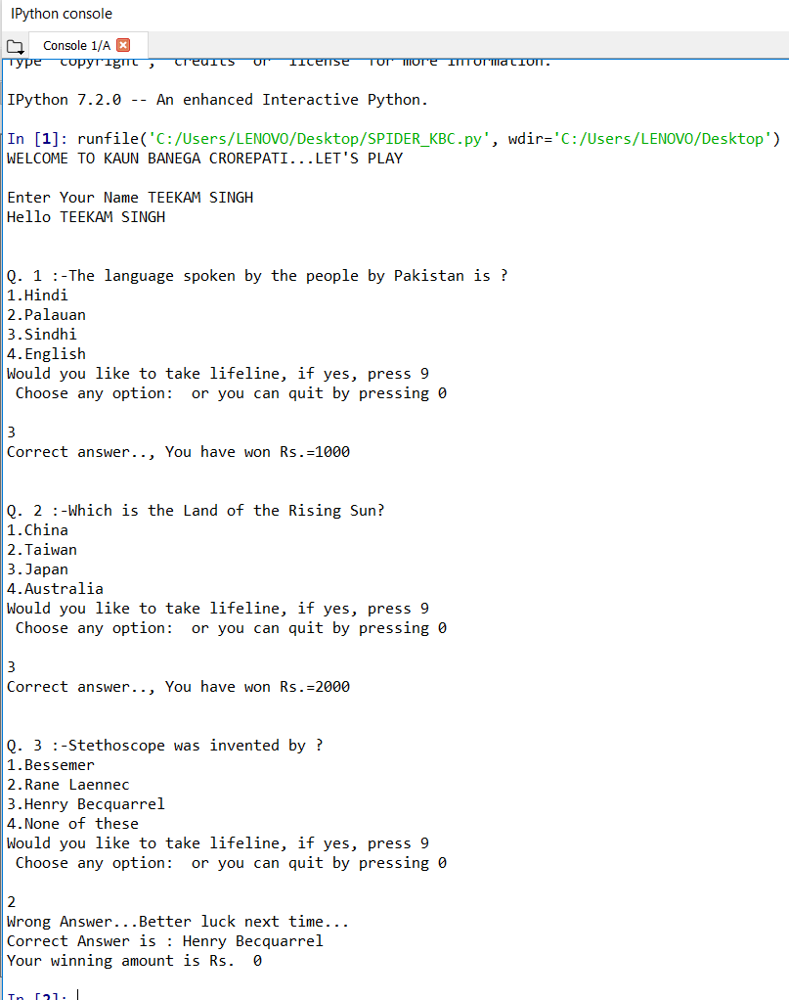 IPython console
Console 1/A
Type "copyright", "credits" or "license" for more information.
IPython 7.2.0 -- An enhanced Interactive Python.
In [1]: runfile('C:/Users/LENOVO/Desktop/SPIDER_KBC.py', wdir='C:/Users/LENOVO/Desktop')
WELCOME TO KAUN BANEGA CROREPATI...LET'S PLAY
Enter Your Name TEEKAM SINGH
Hello TEEKAM SINGH
Q. 1 :-The language spoken by the people by Pakistan is ?
1.Hindi
2.Palauan
3.Sindhi
4.English
Would you like to take lifeline, if yes, press 9
Choose any option:  or you can quit by pressing 0
3
Correct answer.., You have won Rs.=1000
Q. 2 :-Which is the Land of the Rising Sun?
1.China
2.Taiwan
3.Japan
4.Australia
Would you like to take lifeline, if yes, press 9
Choose any option:  or you can quit by pressing 0
3
Correct answer.., You have won Rs.=2000
Q. 3 :-Stethoscope was invented by ?
1.Bessemer
2.Rane Laennec
3.Henry Becquarrel
4.None of these
Would you like to take lifeline, if yes, press 9
Choose any option:  or you can quit by pressing 0
2
Wrong Answer...Better luck next time...
Correct Answer is : Henry Becquarrel
Your winning amount is Rs.  0
In [2]: